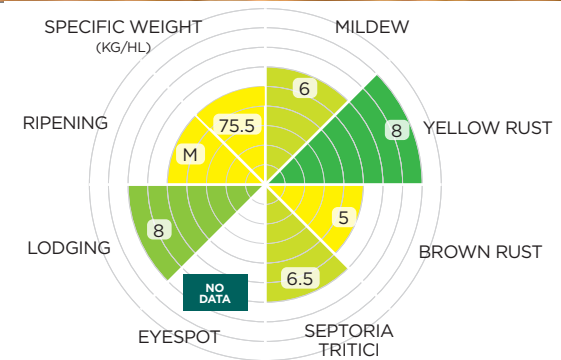 SPECIFIC WEIGHT
(KG/HL)
MILDEW
6
75.5
RIPENING
M
8
YELLOW RUST
5
8
LODGING
BROWN RUST
6.5
NO
DATA
EYESPOT
SEPTORIA
TRITICI